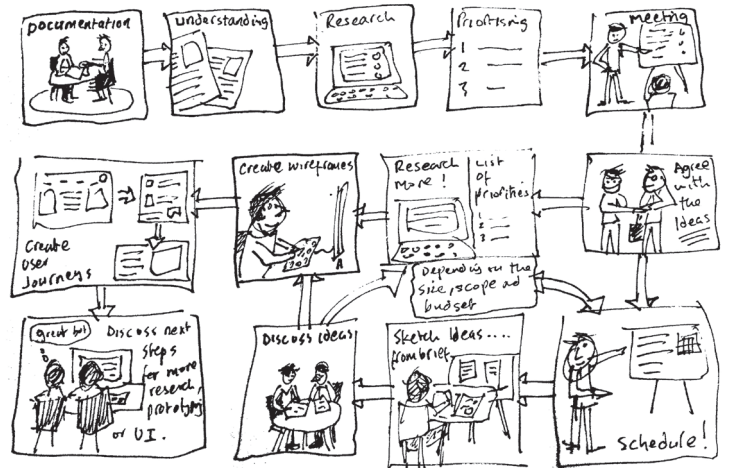 Documentation
Understanding
Research
Prioritising
1
2
3
Meeting
Agree
with
the
Ideas
Research
More!
List
of
priorities
1
2
3
Create wireframes
Create
User
Journeys
Depending on the
size, scope and
budget
Schedule!
Sketch Ideas....
from brief.
Discuss ideas
great but
Discuss next
steps
for more
research,
prototyping
or UI.